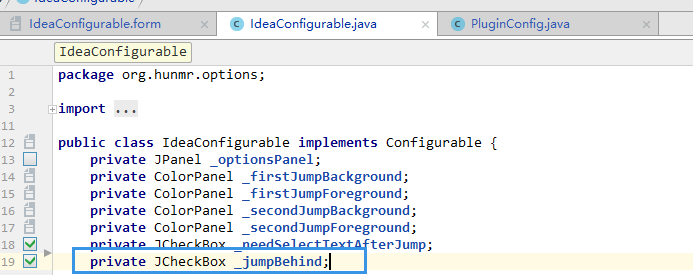 IdeaConfigurable
IdeaConfigurable.form IdeaConfigurable.java PluginConfig.java
IdeaConfigurable
1 package org.hunmr.options;
2
3 import ...
11
12 public class IdeaConfigurable implements Configurable {
13 private JPanel _optionsPanel;
14 private ColorPanel _firstJumpBackground;
15 private ColorPanel _firstJumpForeground;
16 private ColorPanel _secondJumpBackground;
17 private ColorPanel _secondJumpForeground;
18 private JCheckBox _needSelectTextAfterJump;
19 private JCheckBox _jumpBehind;